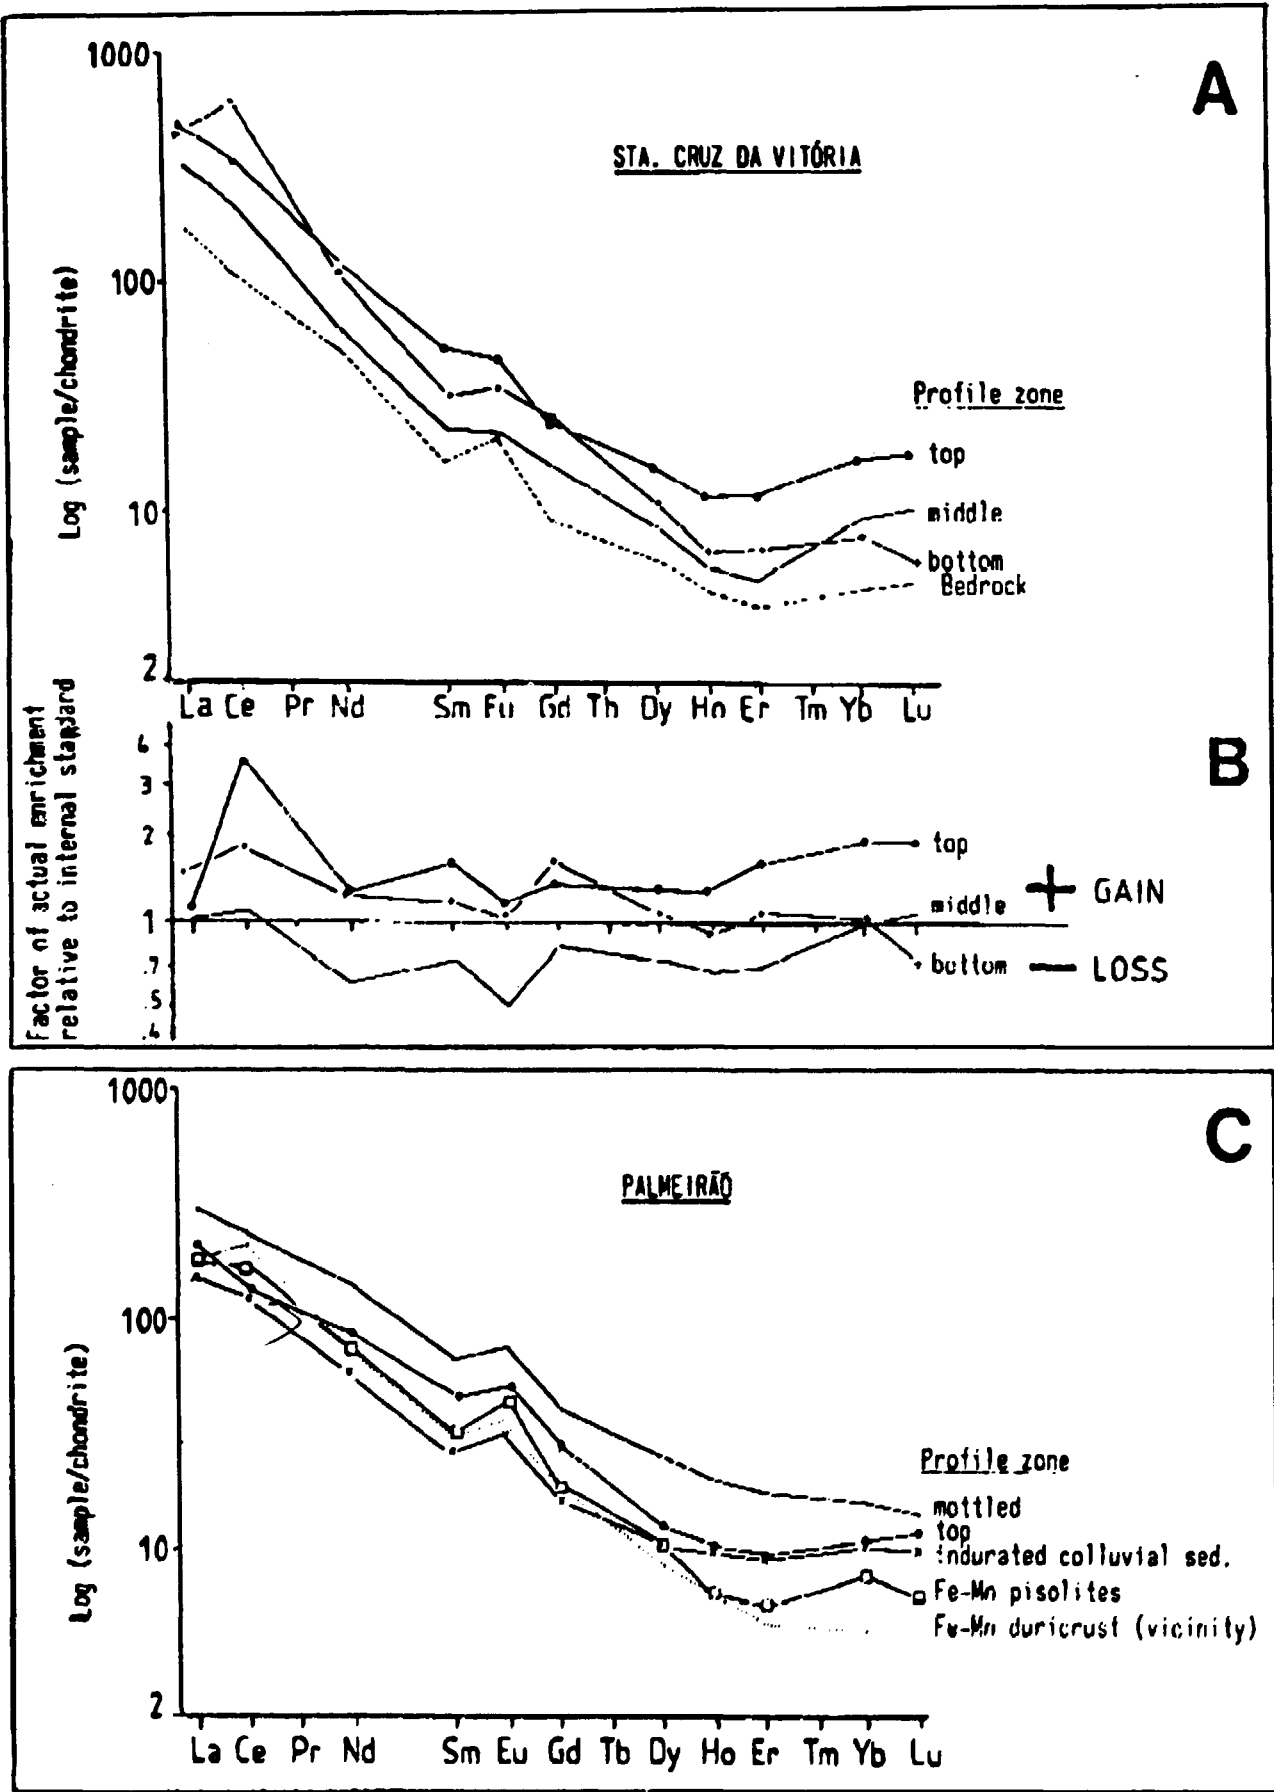 A
1000
STA. CRUZ DA VITÓRIA
100
Log (sample/chondrite)
Profile zone
top
10
middle
bottom
Bedrock
2
La Ce Pr Nd Sm Eu Gd Tb Dy Ho Er Tm Yb Lu
B
Factor of actual enrichment
relative to internal standard
4
3
2
top
+ GAIN
1
middle
.7
bottom
— LOSS
.5
.4
1000
C
PALMEIRÃO
100
Log (sample/chondrite)
Profile zone
mottled
top
10
indurated colluvial sed.
Fe-Mn pisolites
Fe-Mn duricrust (vicinity)
2
La Ce Pr Nd Sm Eu Gd Tb Dy Ho Er Tm Yb Lu